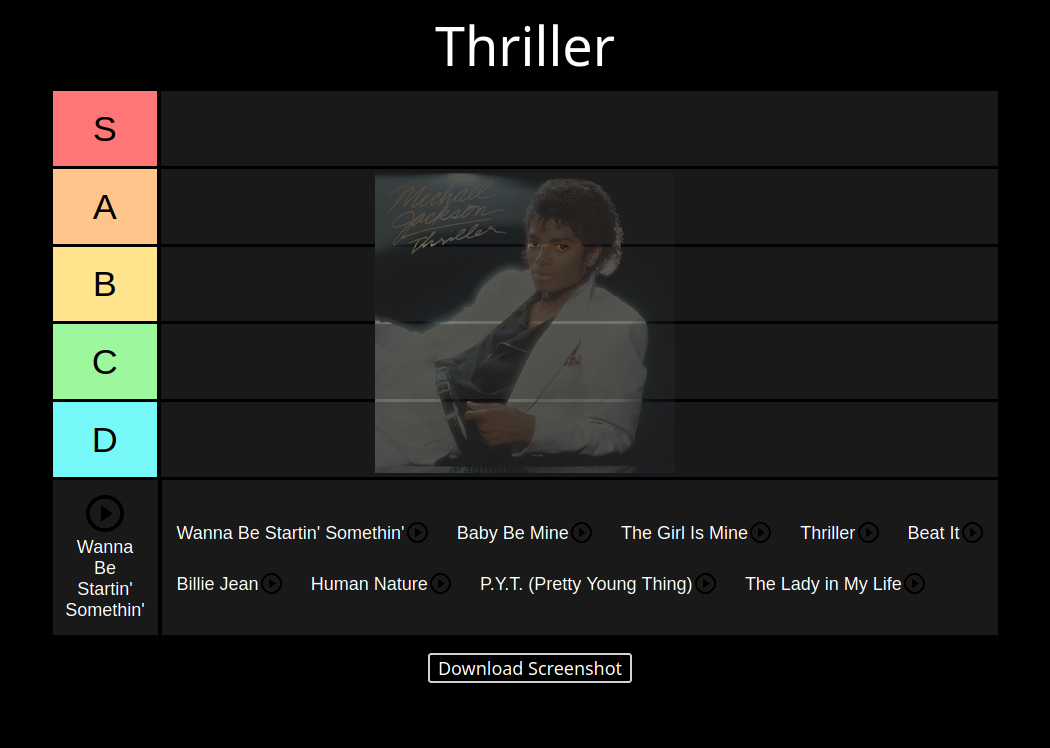 Thriller
S
A
Michael
Jackson
Thriller
B
C
D
Wanna
Be
Startin'
Somethin'
Wanna Be Startin' Somethin' Baby Be Mine The Girl Is Mine Thriller Beat It
Billie Jean Human Nature P.Y.T. (Pretty Young Thing) The Lady in My Life
Download Screenshot